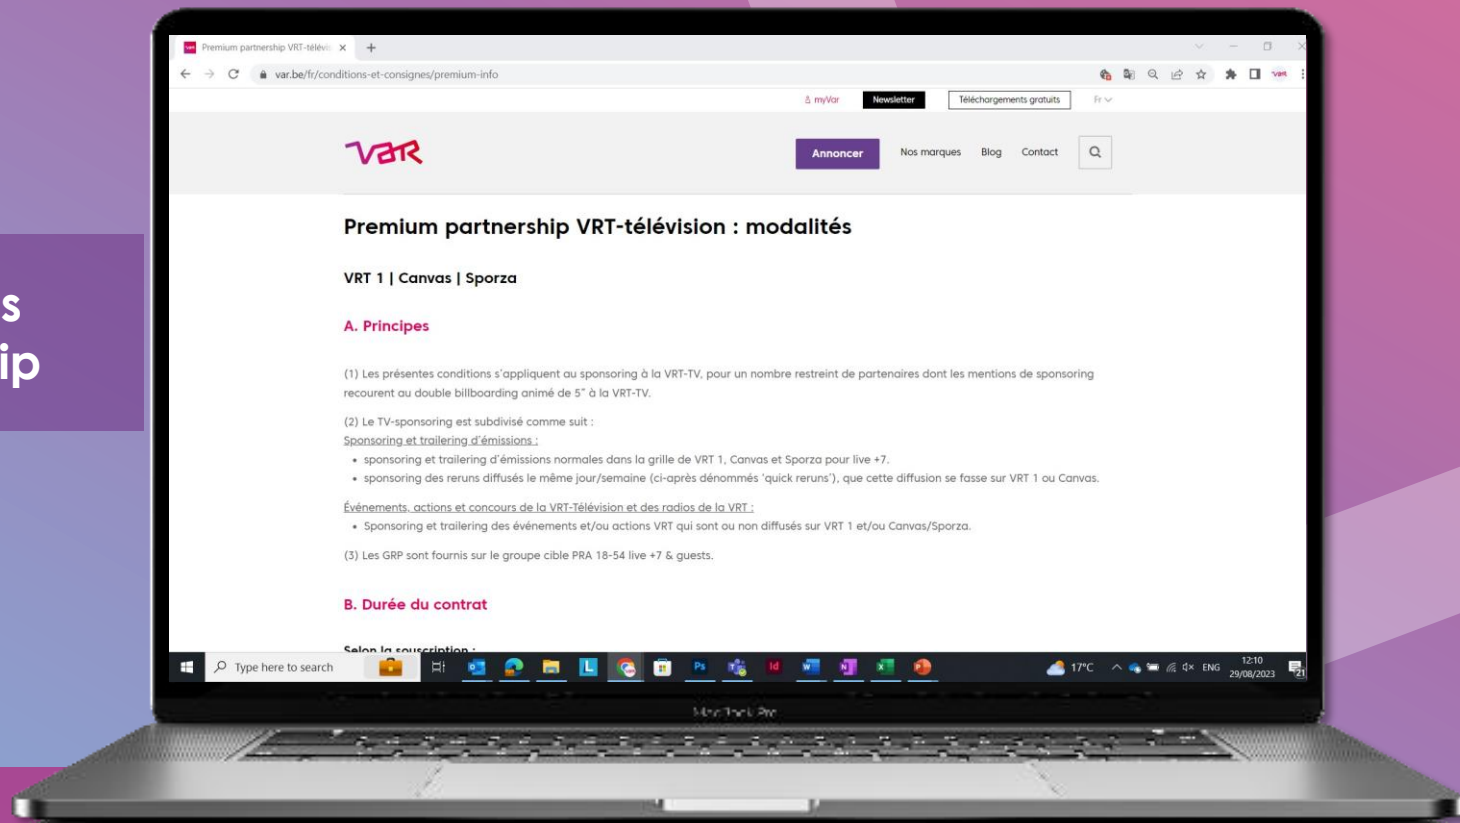 Premium partnership VRT-télévis
var.be/fr/conditions-et-consignes/premium-info
myVar Newsletter Téléchargements gratuits Fr
var
Annoncer Nos marques Blog Contact
Premium partnership VRT-télévision : modalités
VRT 1 | Canvas | Sporza
A. Principes
(1) Les présentes conditions s'appliquent au sponsoring à la VRT-TV, pour un nombre restreint de partenaires dont les mentions de sponsoring
recourent au double billboarding animé de 5" à la VRT-TV.
(2) Le TV-sponsoring est subdivisé comme suit :
Sponsoring et trailering d'émissions :
• sponsoring et trailering d'émissions normales dans la grille de VRT 1, Canvas et Sporza pour live +7.
• sponsoring des reruns diffusés le même jour/semaine (ci-après dénommés 'quick reruns'), que cette diffusion se fasse sur VRT 1 ou Canvas.
Événements, actions et concours de la VRT-Télévision et des radios de la VRT :
• Sponsoring et trailering des événements et/ou actions VRT qui sont ou non diffusés sur VRT 1 et/ou Canvas/Sporza.
(3) Les GRP sont fournis sur le groupe cible PRA 18-54 live +7 & guests.
B. Durée du contrat
Selon la souscription :
Type here to search
17°C ENG
12:10
29/08/2023
21
MacBook Pro
s
ip